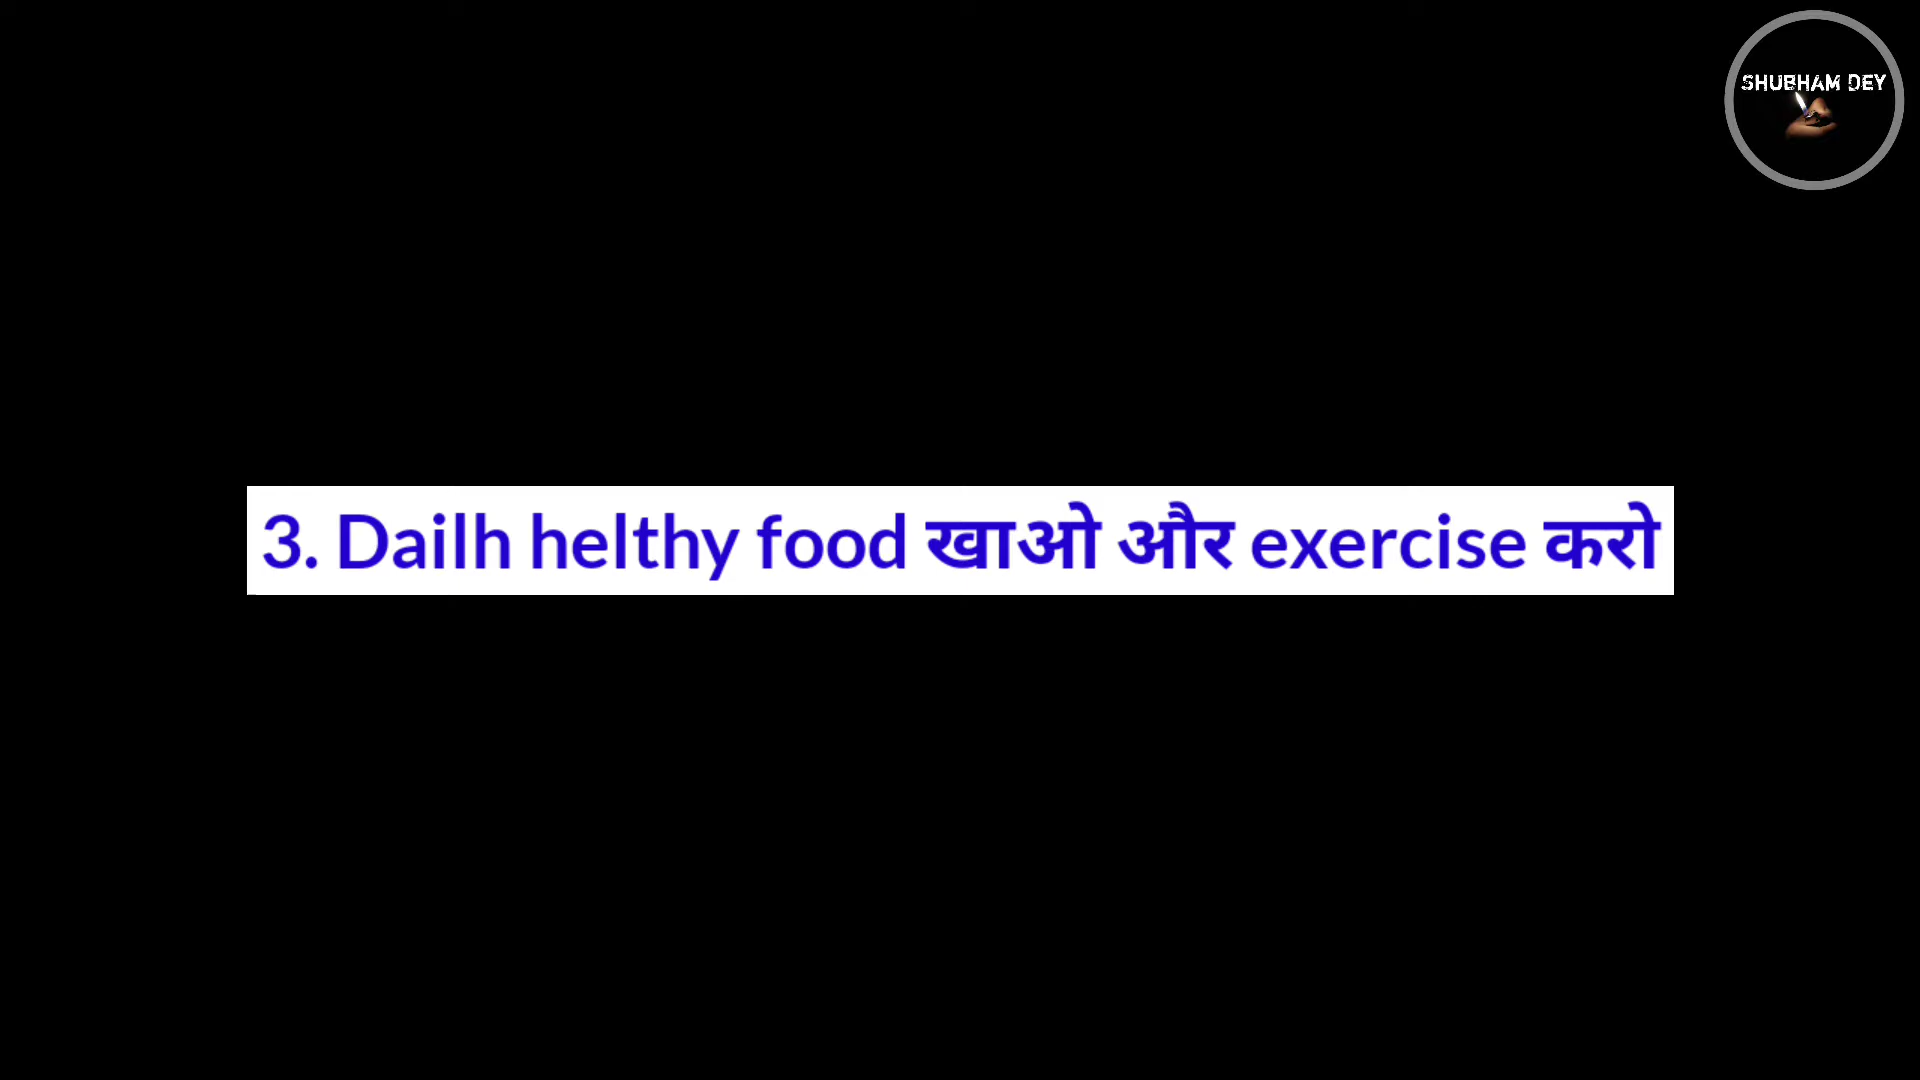 SHUBHAM DEY
3. Dailh helthy food खाओ और exercise करो